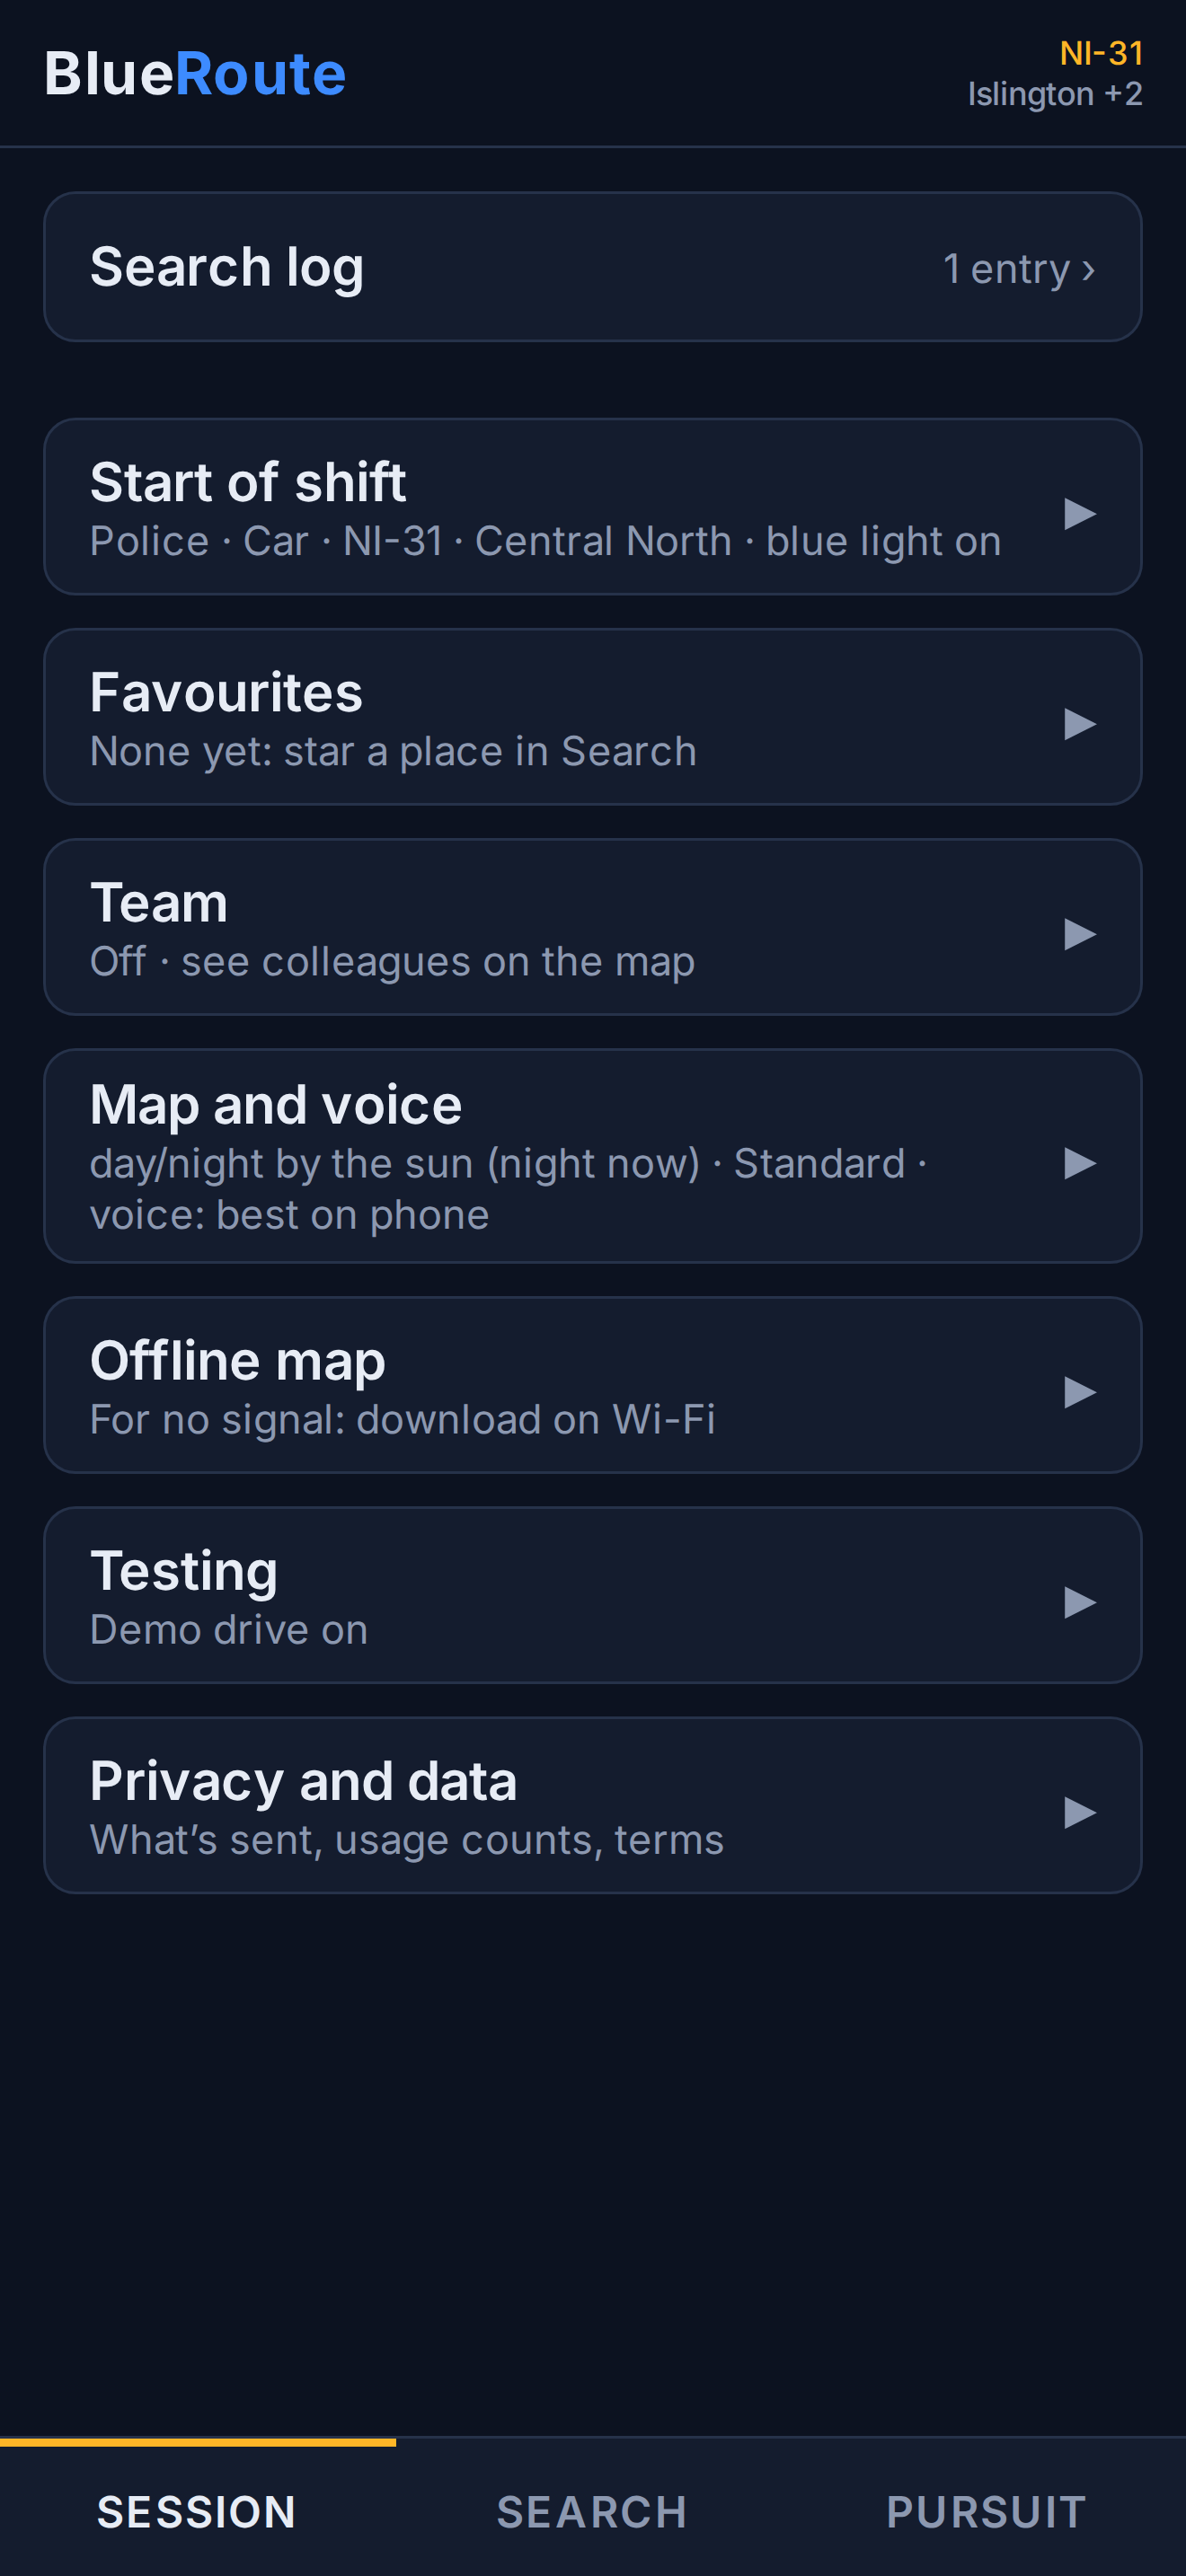 BlueRoute
NI-31
Islington +2
Search log
1 entry ›
Start of shift
Police · Car · NI-31 · Central North · blue light on
▶
Favourites
None yet: star a place in Search
▶
Team
Off · see colleagues on the map
▶
Map and voice
day/night by the sun (night now) · Standard ·
voice: best on phone
▶
Offline map
For no signal: download on Wi-Fi
▶
Testing
Demo drive on
▶
Privacy and data
What’s sent, usage counts, terms
▶
SESSION
SEARCH
PURSUIT